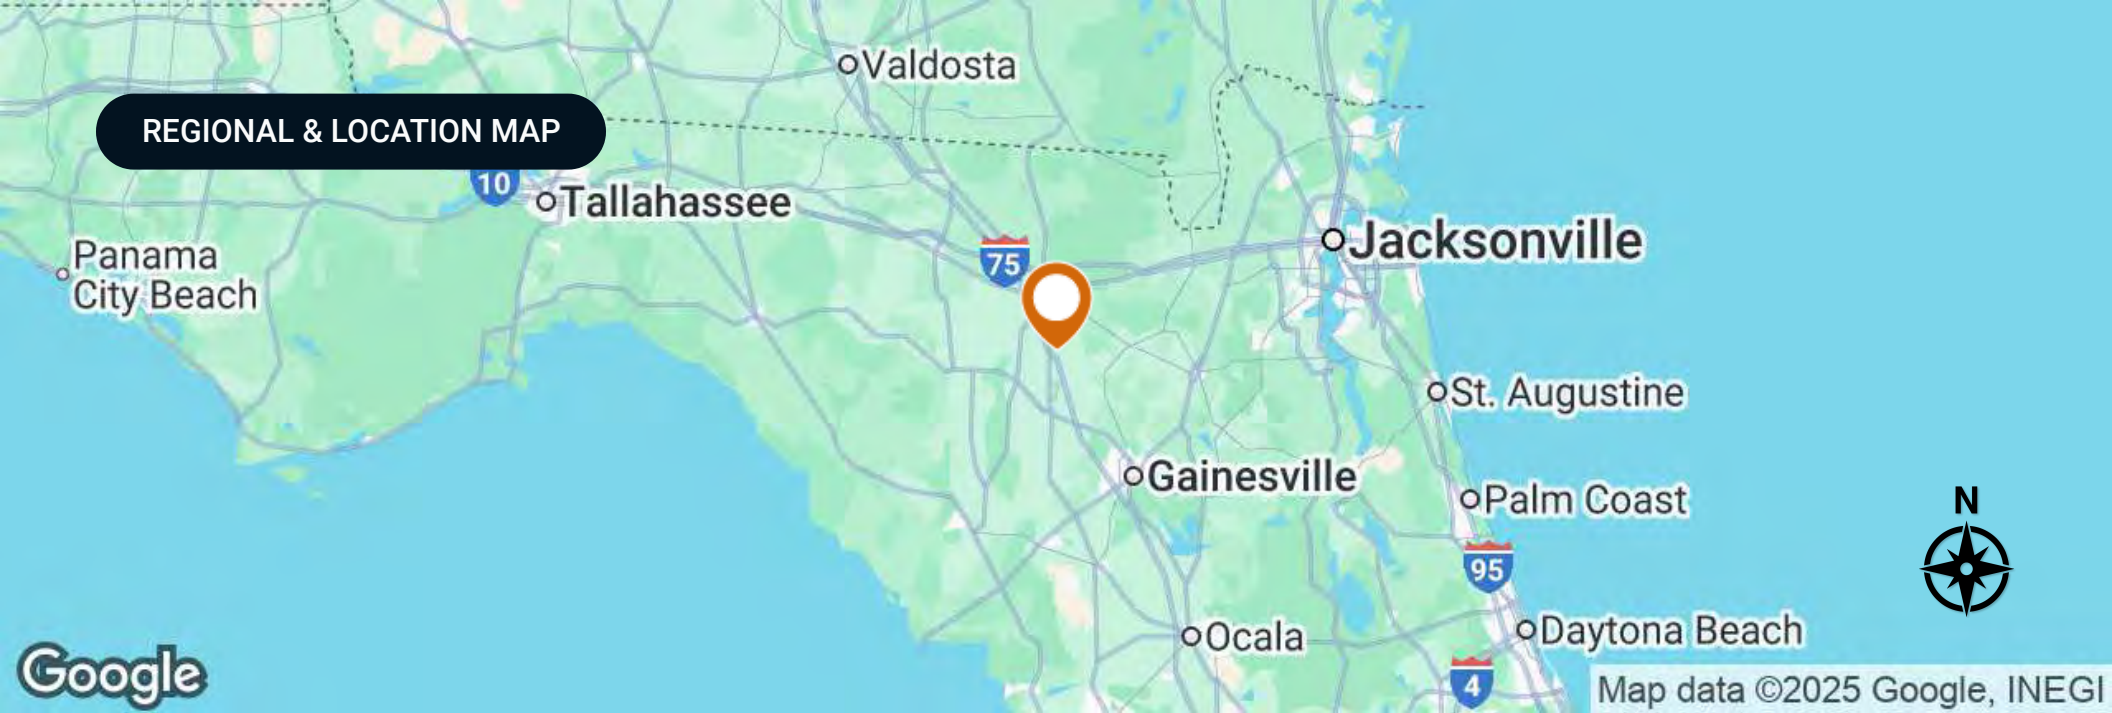 Valdosta
REGIONAL & LOCATION MAP
10
Tallahassee
Jacksonville
Panama
City Beach
75
St. Augustine
Gainesville
Palm Coast
N
95
Ocala
Daytona Beach
Google
4
Map data ©2025 Google, INEGI